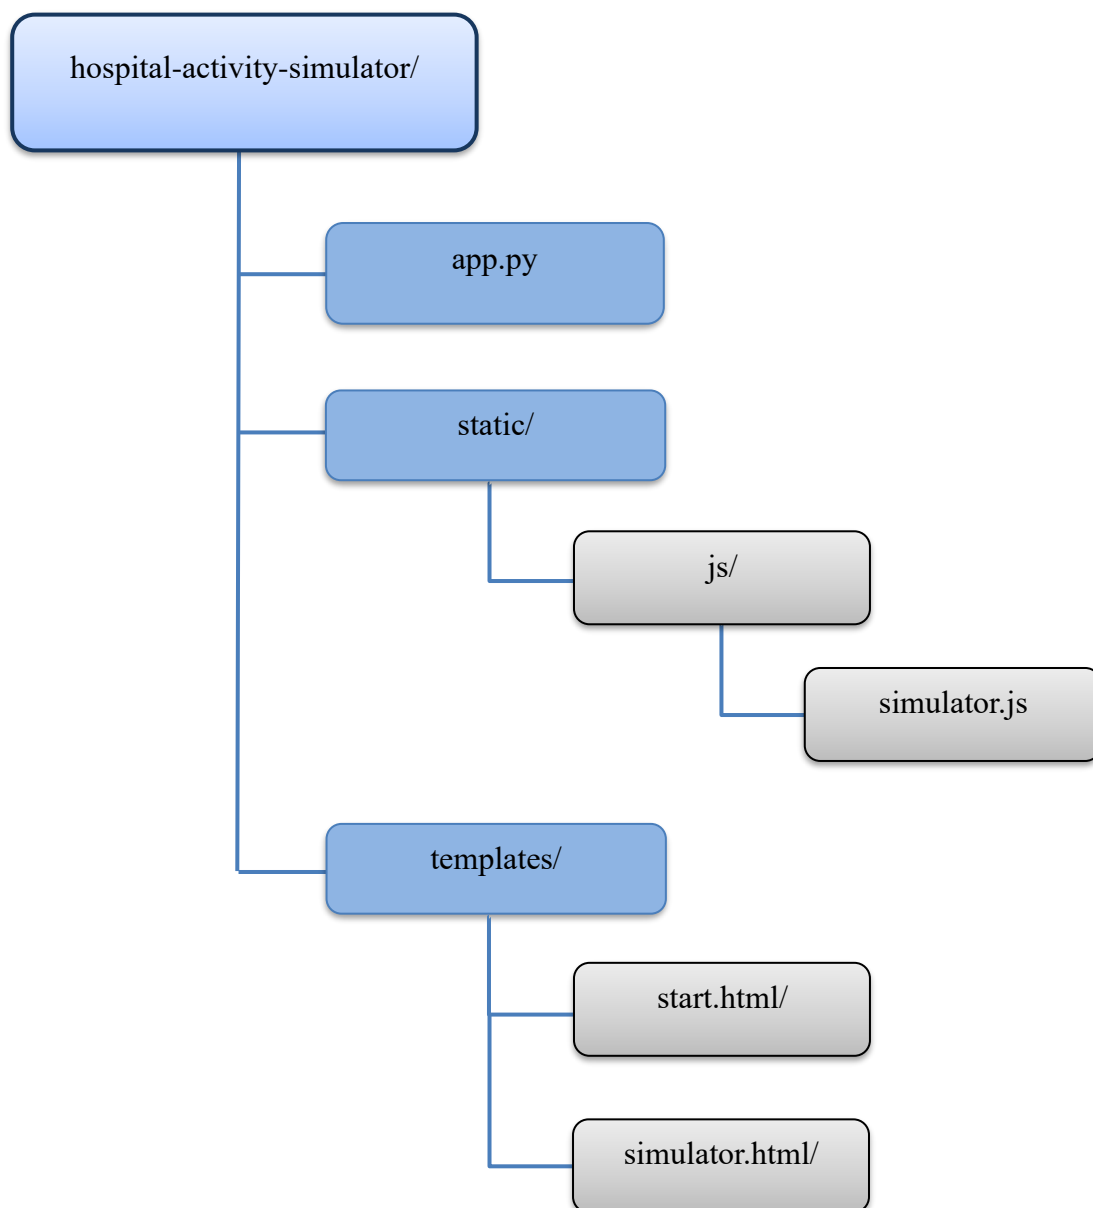 hospital-activity-simulator/
app.py
static/
js/
simulator.js
templates/
start.html/
simulator.html/